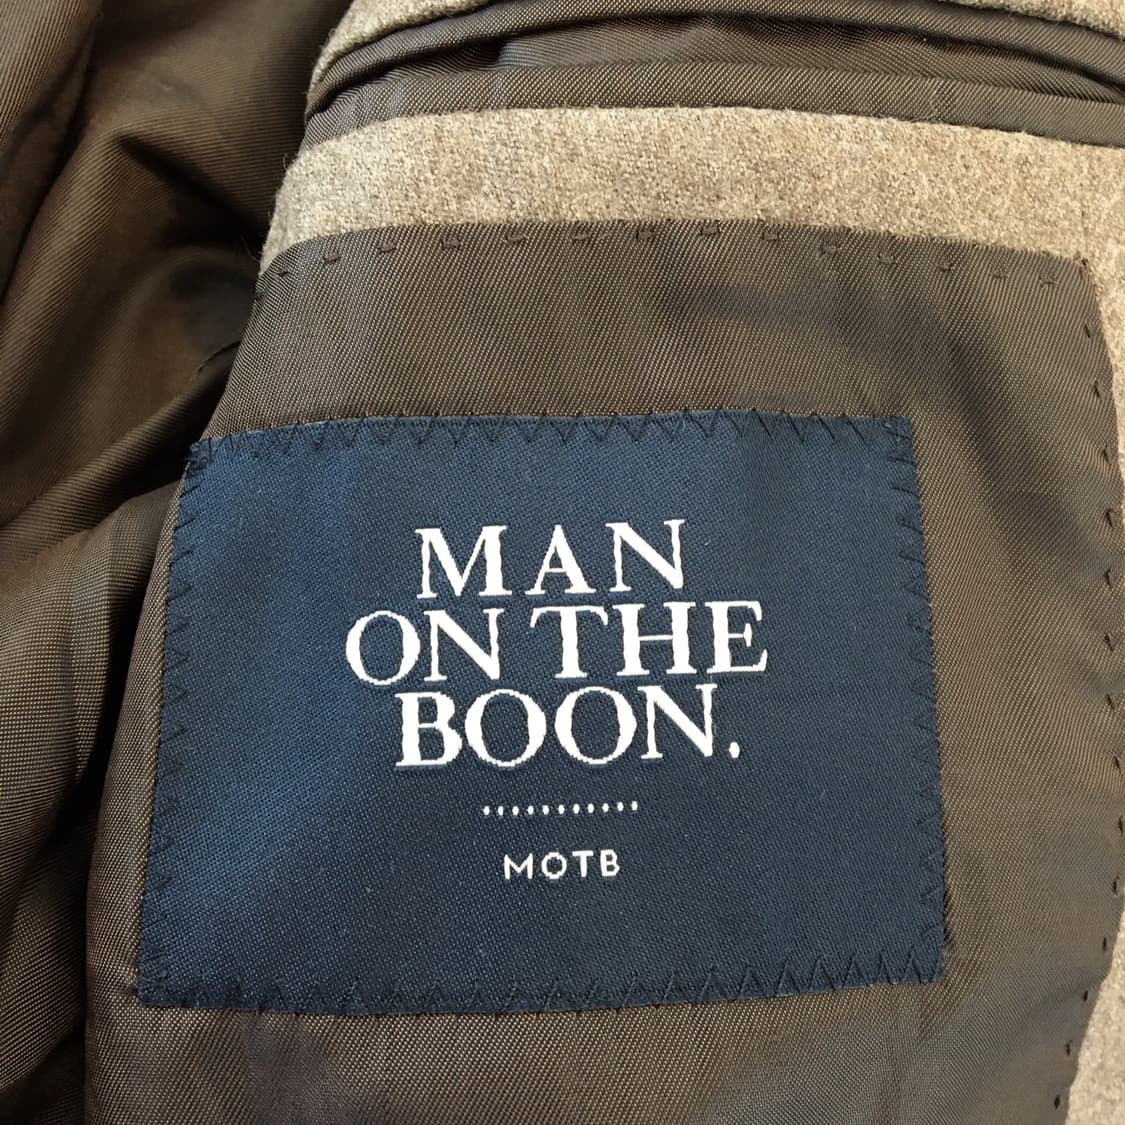 MAN
ON THE
BOON.
MOTB